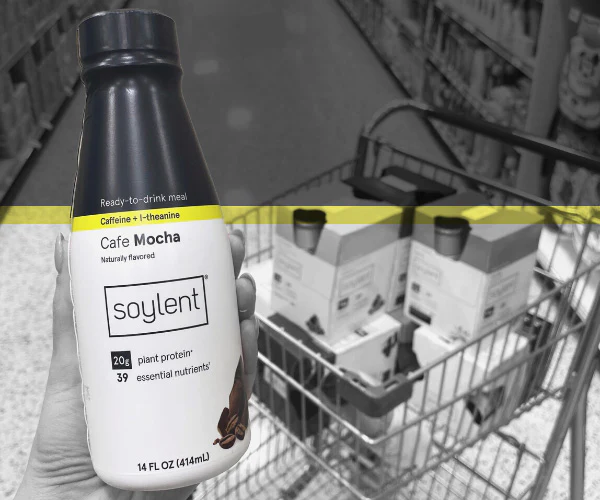 Ready-to-drink meal
Caffeine + l-theanine
Cafe Mocha
Naturally flavored
soylent®
20g plant protein*
39 essential nutrients*
14 FL OZ (414mL)